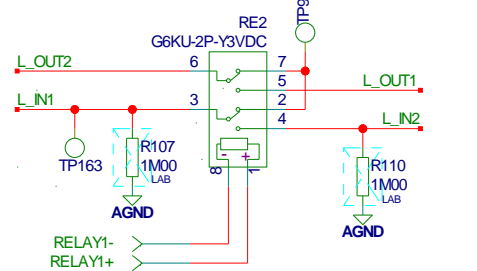 TP9
RE2
G6KU-2P-Y3VDC
L_OUT2
6
7
5
L_OUT1
L_IN1
3
2
4
L_IN2
TP163
R107
1M00
LAB
AGND
-
+
8
1
R110
1M00
LAB
AGND
RELAY1-
RELAY1+